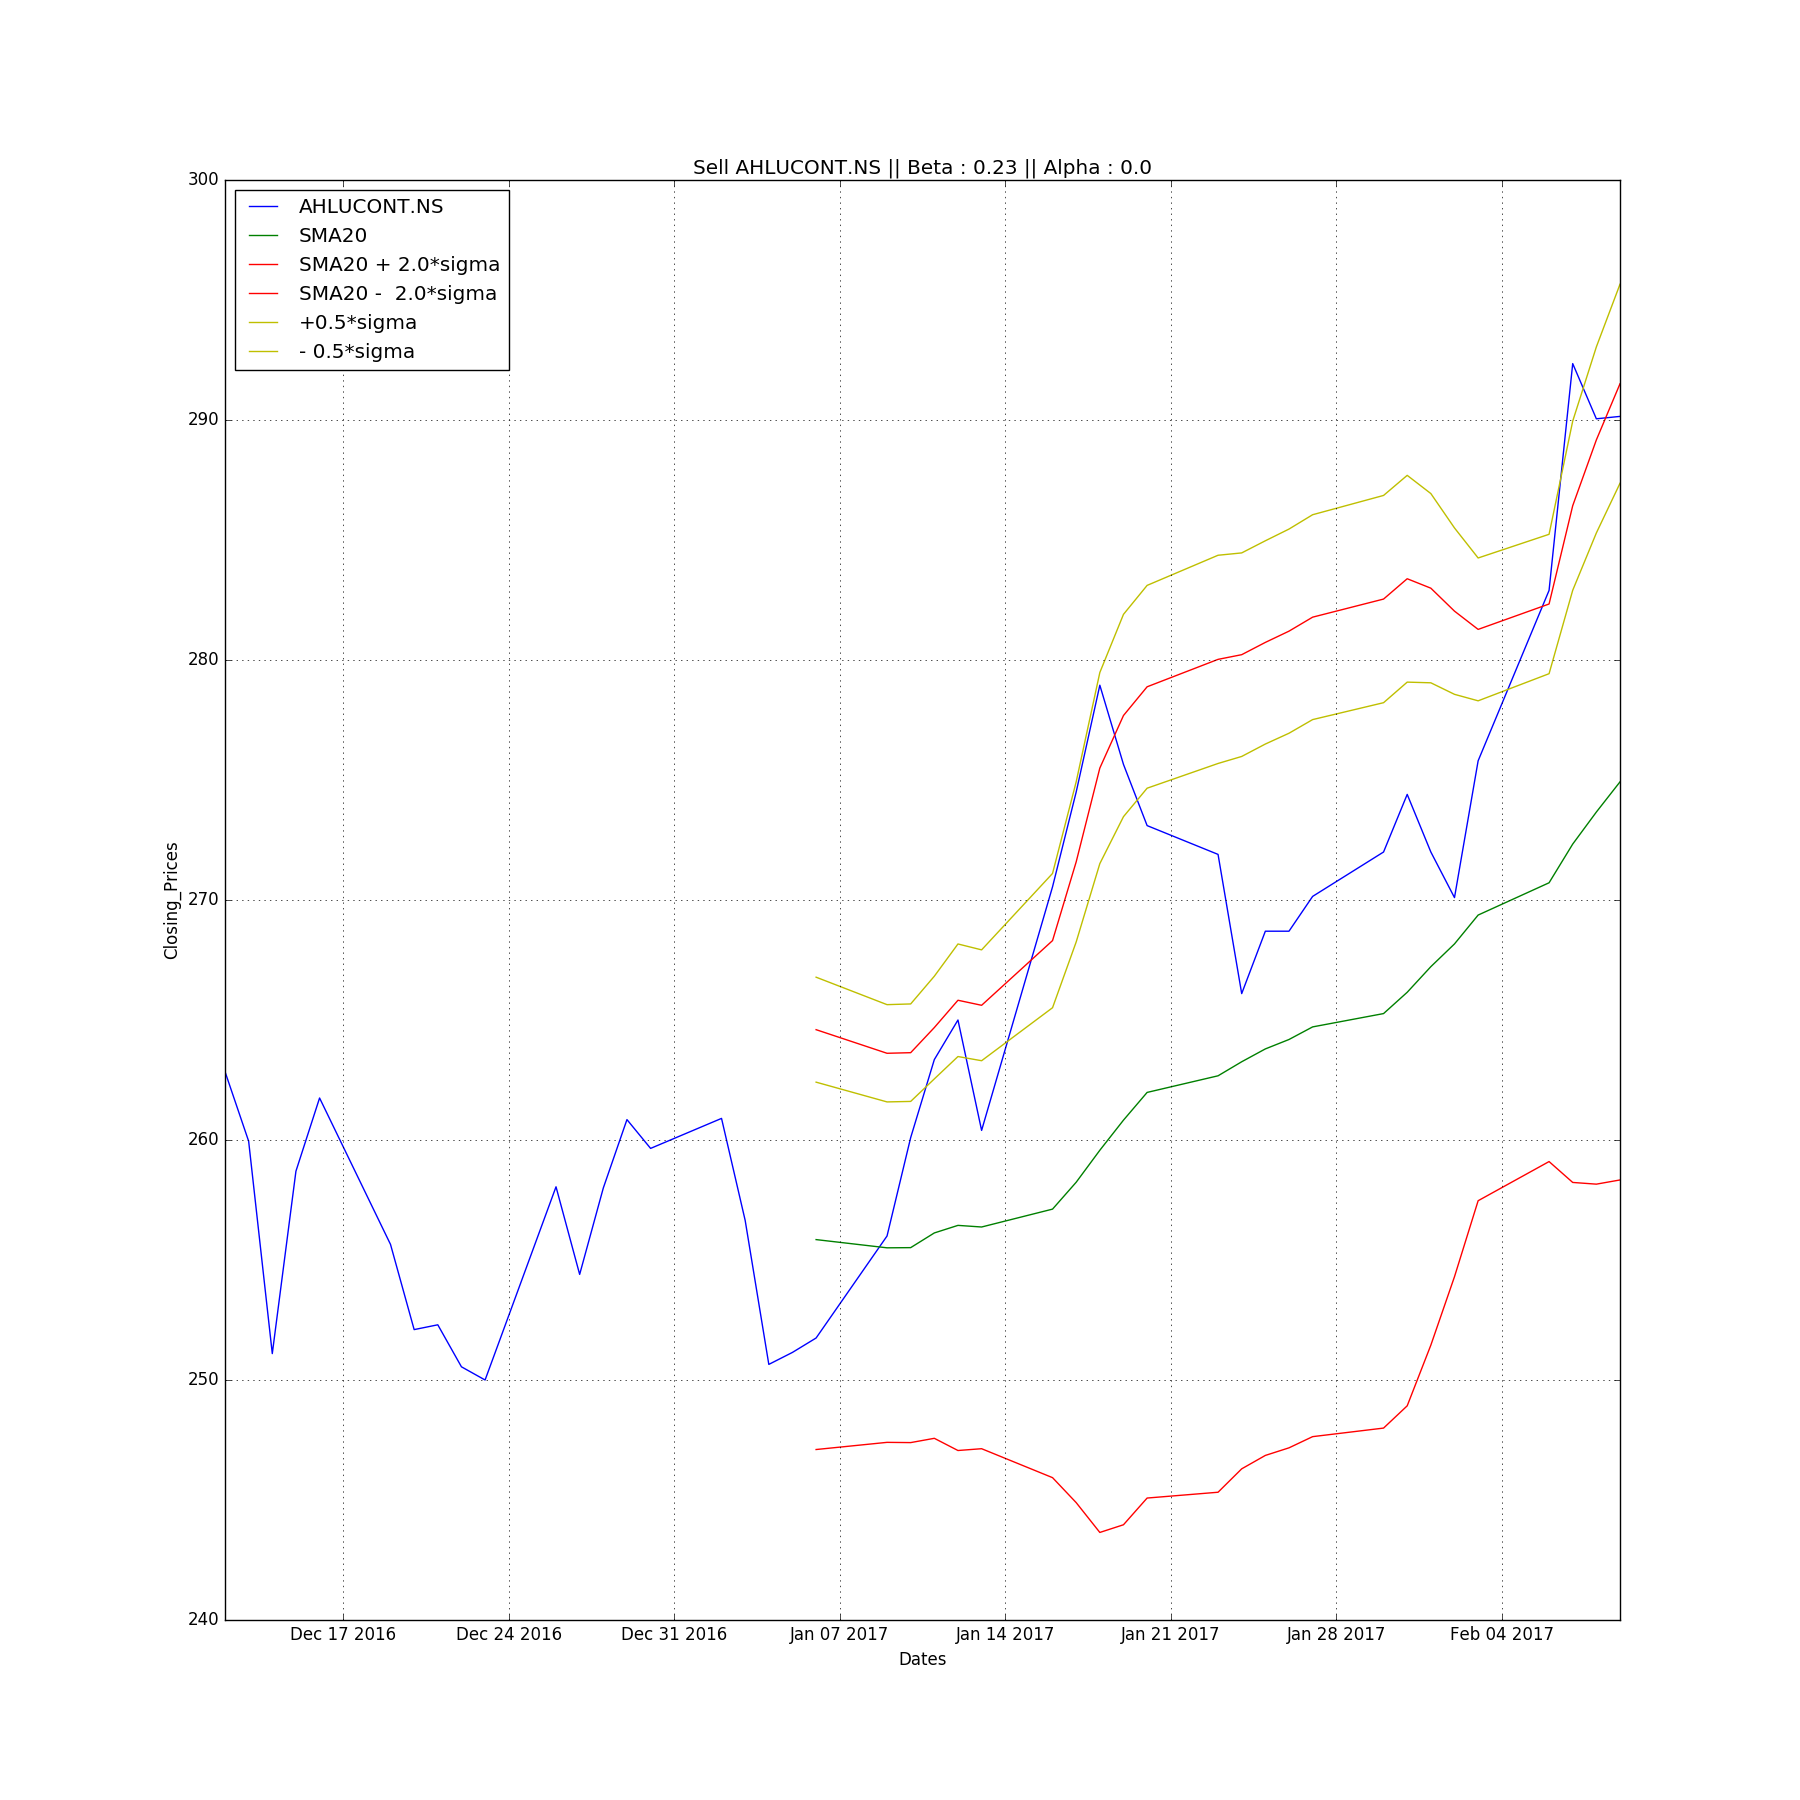 Sell AHLUCONT.NS || Beta : 0.23 || Alpha : 0.0
300
AHLUCONT.NS
SMA20
SMA20 + 2.0*sigma
SMA20 -  2.0*sigma
+0.5*sigma
- 0.5*sigma
290
280
270
260
250
240
Closing_Prices
Dec 17 2016
Dec 24 2016
Dec 31 2016
Jan 07 2017
Jan 14 2017
Jan 21 2017
Jan 28 2017
Feb 04 2017
Dates